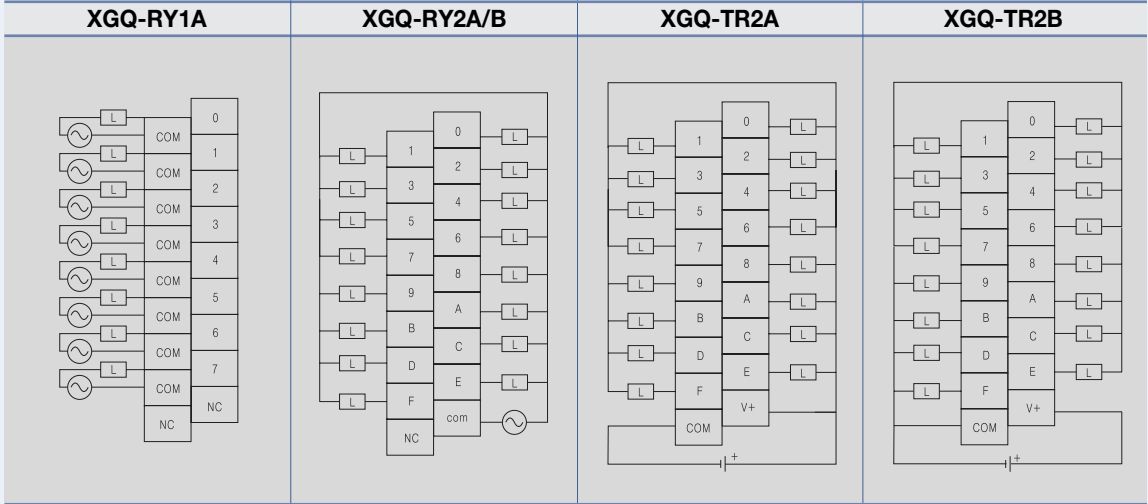 XGQ-RY1A XGQ-RY2A/B XGQ-TR2A XGQ-TR2B
L 0
COM
L 1
COM
L 2
COM
L 3
COM
L 4
COM
L 5
COM
L 6
COM
L 7
COM
NC
NC
0 L
L 1
2 L
L 3
4 L
L 5
6 L
L 7
8 L
L 9
A L
L B
C L
L D
E L
L F
com
NC
0 L
L 1
2 L
L 3
4 L
L 5
6 L
L 7
8 L
L 9
A L
L B
C L
L D
E L
L F
V+
COM
+
0 L
L 1
2 L
L 3
4 L
L 5
6 L
L 7
8 L
L 9
A L
L B
C L
L D
E L
L F
V+
COM
+